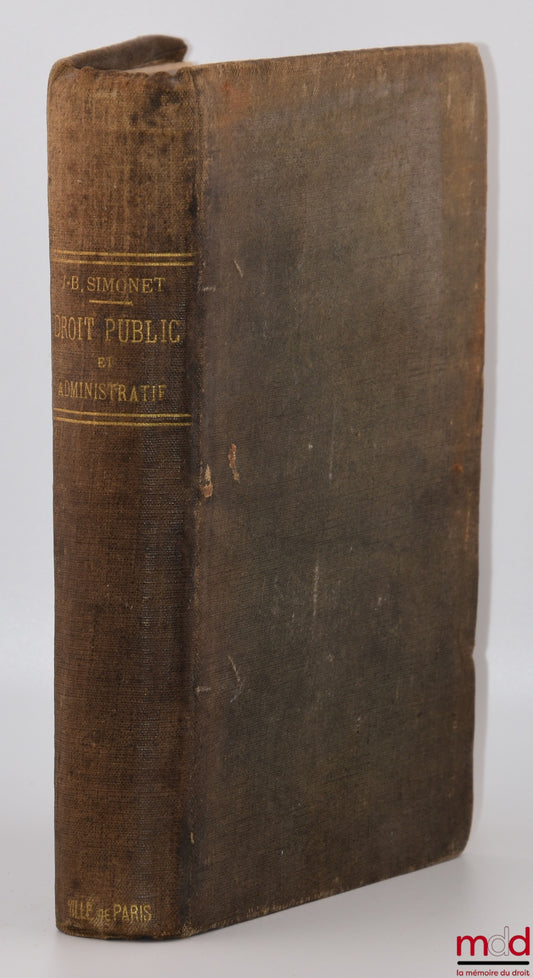 J-B. SIMONET
DROIT PUBLIC
ET
ADMINISTRATIF
VILLE de PARIS
mdd
la mémoire du droit